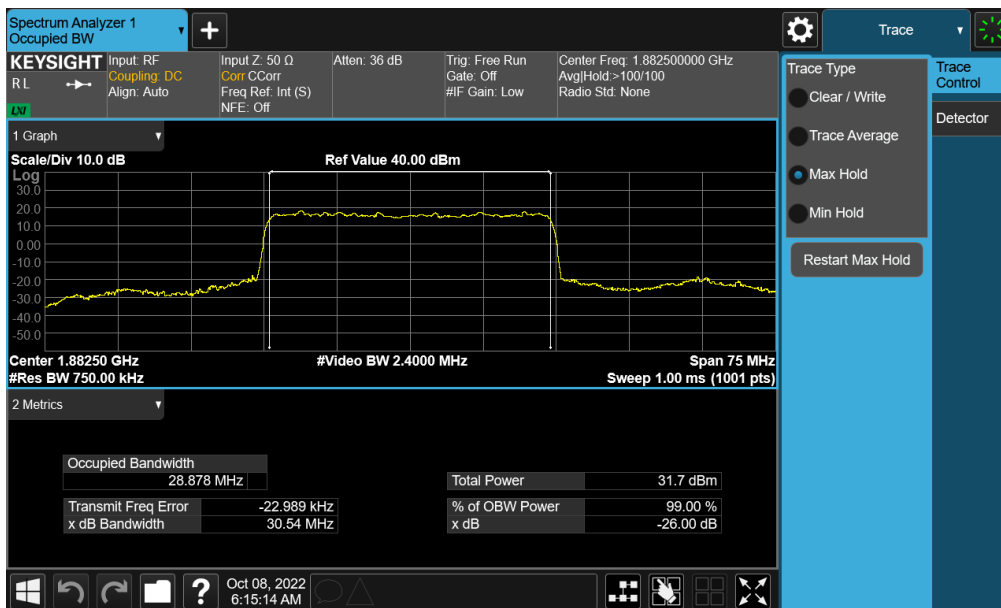 Spectrum Analyzer 1
Occupied BW
+
Trace
KEYSIGHT
R L
LXI
Input: RF
Coupling: DC
Align: Auto
Input Z: 50 Ω
Corr CCorr
Freq Ref: Int (S)
NFE: Off
Atten: 36 dB
Trig: Free Run
Gate: Off
#IF Gain: Low
Center Freq: 1.882500000 GHz
Avg|Hold:>100/100
Radio Std: None
Trace Type
Clear / Write
Trace Average
Max Hold
Min Hold
Restart Max Hold
Trace
Control
Detector
1 Graph
Scale/Div 10.0 dB
Ref Value 40.00 dBm
Log
30.0
20.0
10.0
0.00
-10.0
-20.0
-30.0
-40.0
-50.0
Center 1.88250 GHz
#Video BW 2.4000 MHz
Span 75 MHz
#Res BW 750.00 kHz
Sweep 1.00 ms (1001 pts)
2 Metrics
Occupied Bandwidth
28.878 MHz
Total Power 31.7 dBm
Transmit Freq Error -22.989 kHz
% of OBW Power 99.00 %
x dB Bandwidth 30.54 MHz
x dB -26.00 dB
?
Oct 08, 2022
6:15:14 AM